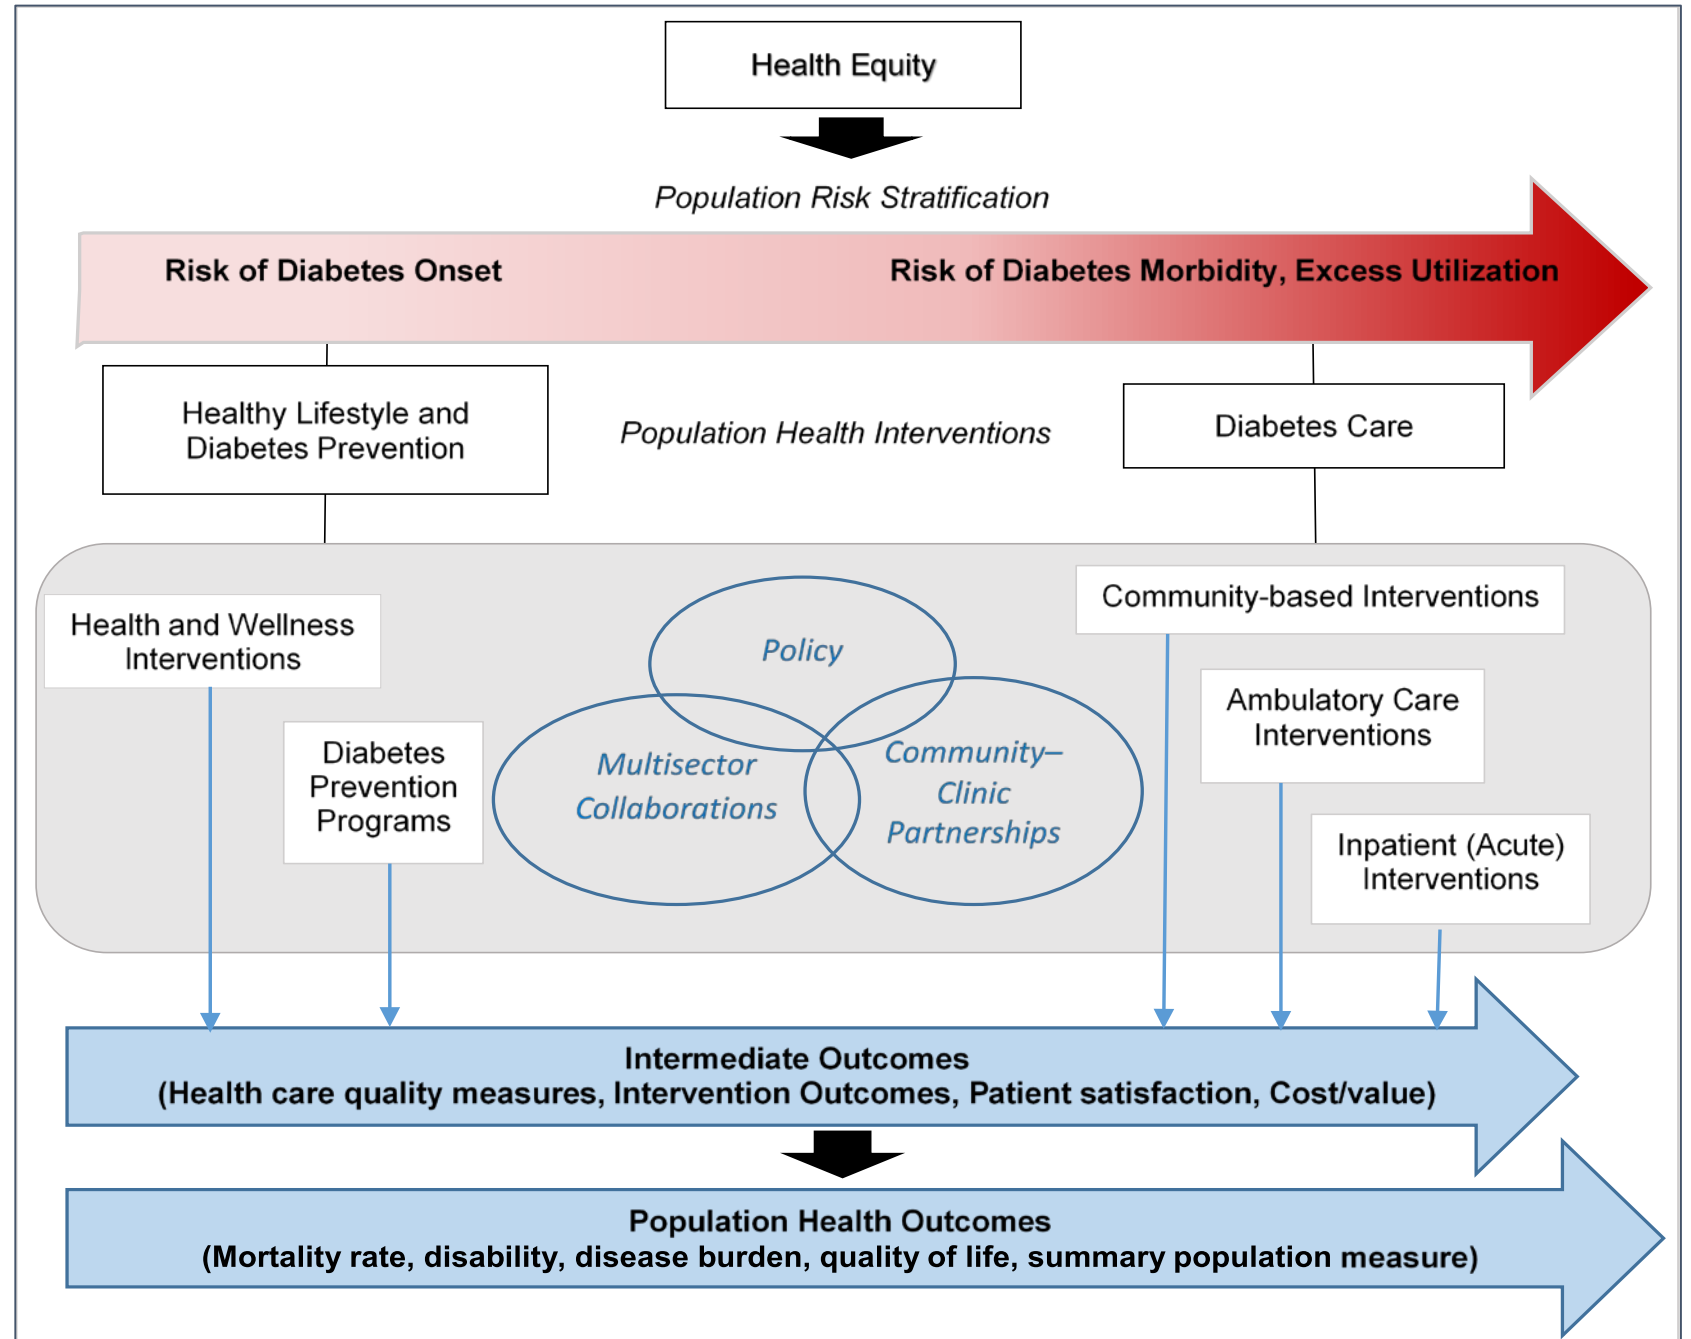 Health Equity
Population Risk Stratification
Risk of Diabetes Onset
Risk of Diabetes Morbidity, Excess Utilization
Healthy Lifestyle and
Diabetes Prevention
Population Health Interventions
Diabetes Care
Health and Wellness
Interventions
Diabetes
Prevention
Programs
Policy
Multisector
Collaborations
Community–
Clinic
Partnerships
Community-based Interventions
Ambulatory Care
Interventions
Inpatient (Acute)
Interventions
Intermediate Outcomes
(Health care quality measures, Intervention Outcomes, Patient satisfaction, Cost/value)
Population Health Outcomes
(Mortality rate, disability, disease burden, quality of life, summary population measure)